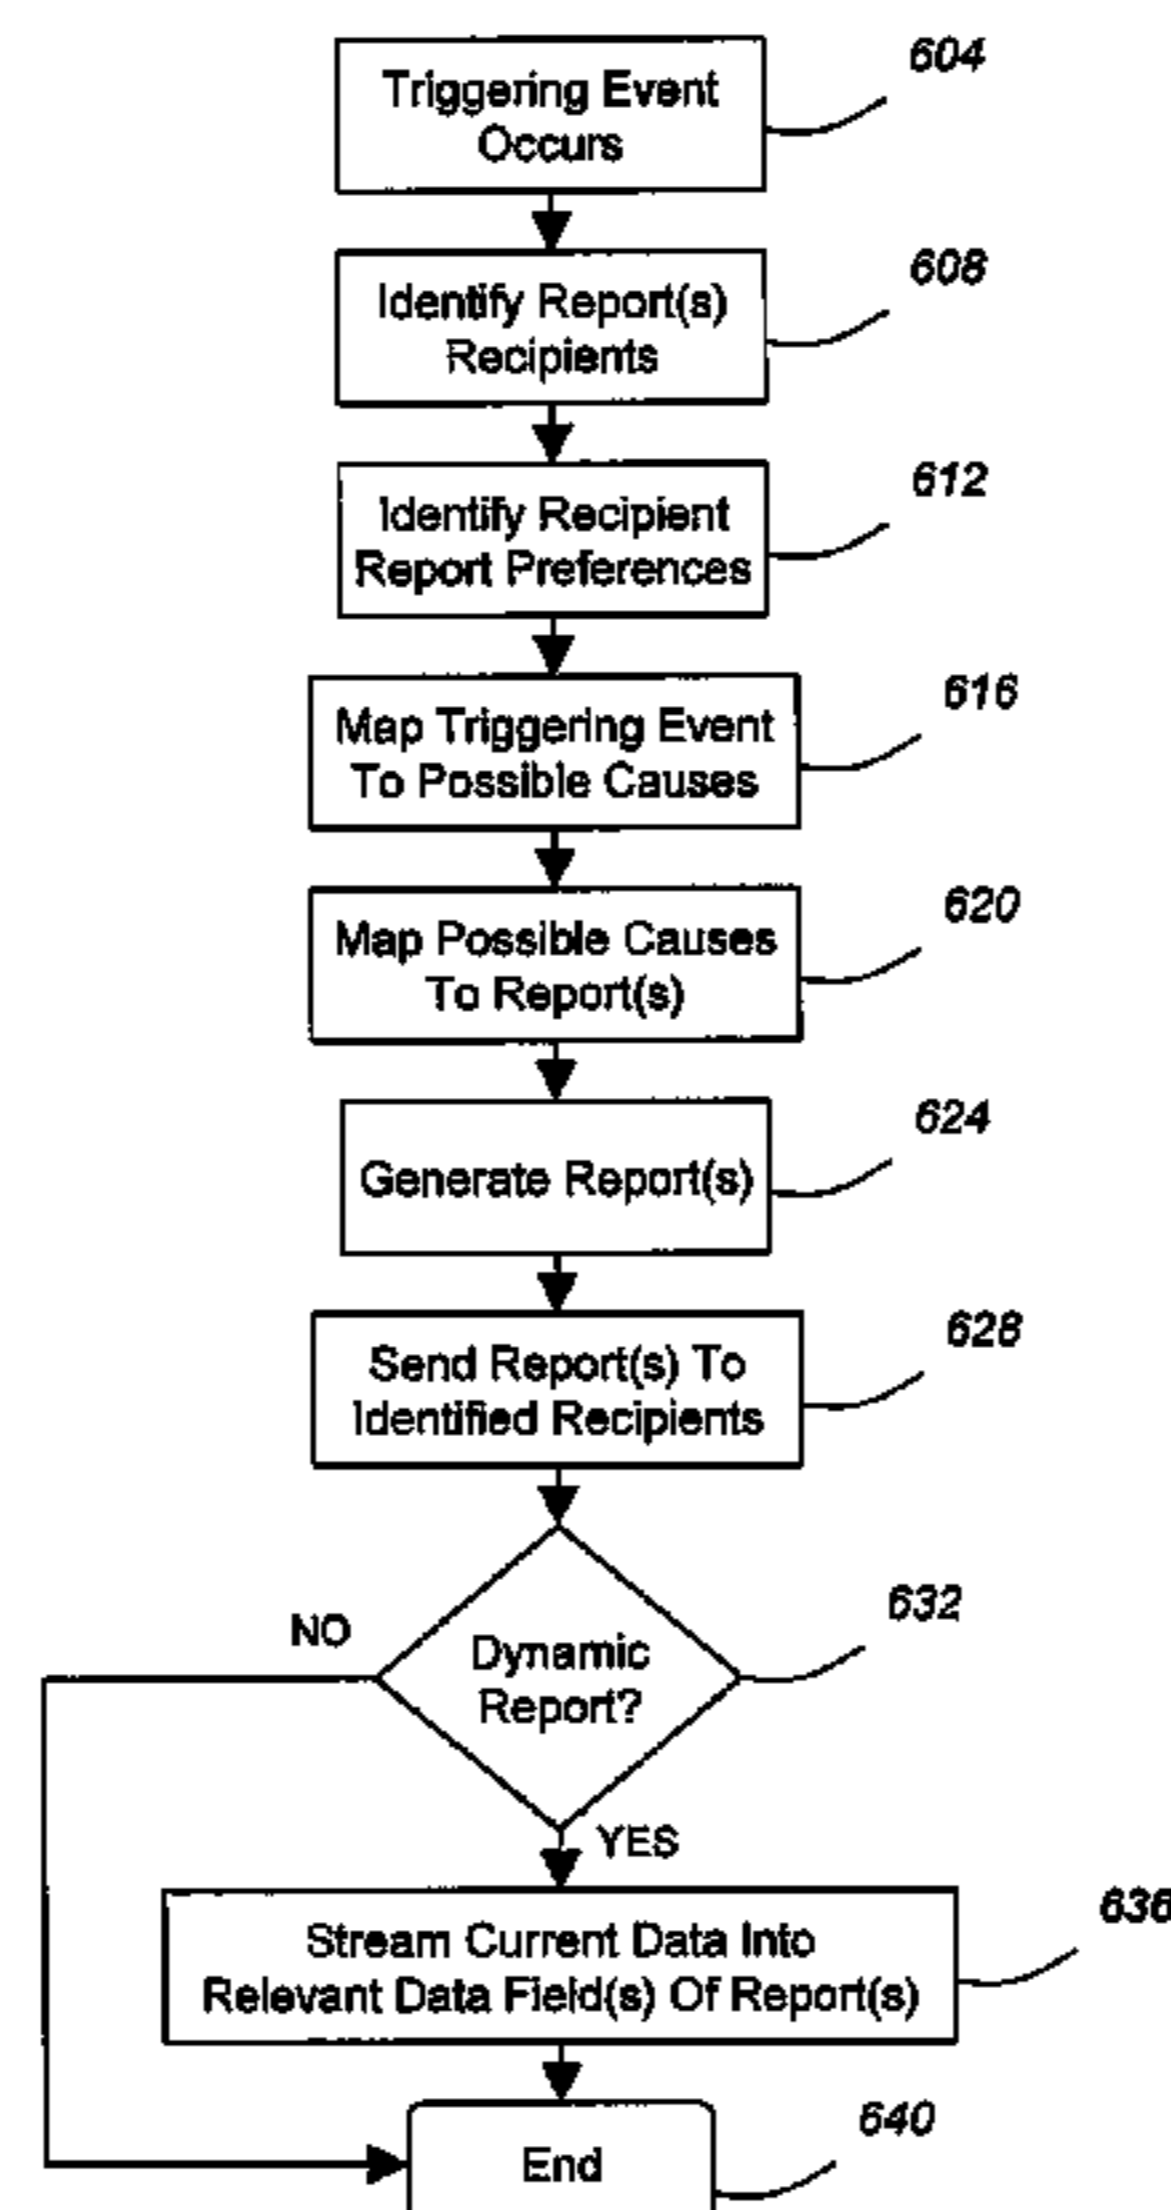 Triggering Event
Occurs
604
Identify Report(s)
Recipients
608
Identify Recipient
Report Preferences
612
Map Triggering Event
To Possible Causes
616
Map Possible Causes
To Report(s)
620
Generate Report(s)
624
Send Report(s) To
Identified Recipients
628
Dynamic
Report?
632
NO
YES
Stream Current Data Into
Relevant Data Field(s) Of Report(s)
636
End
640